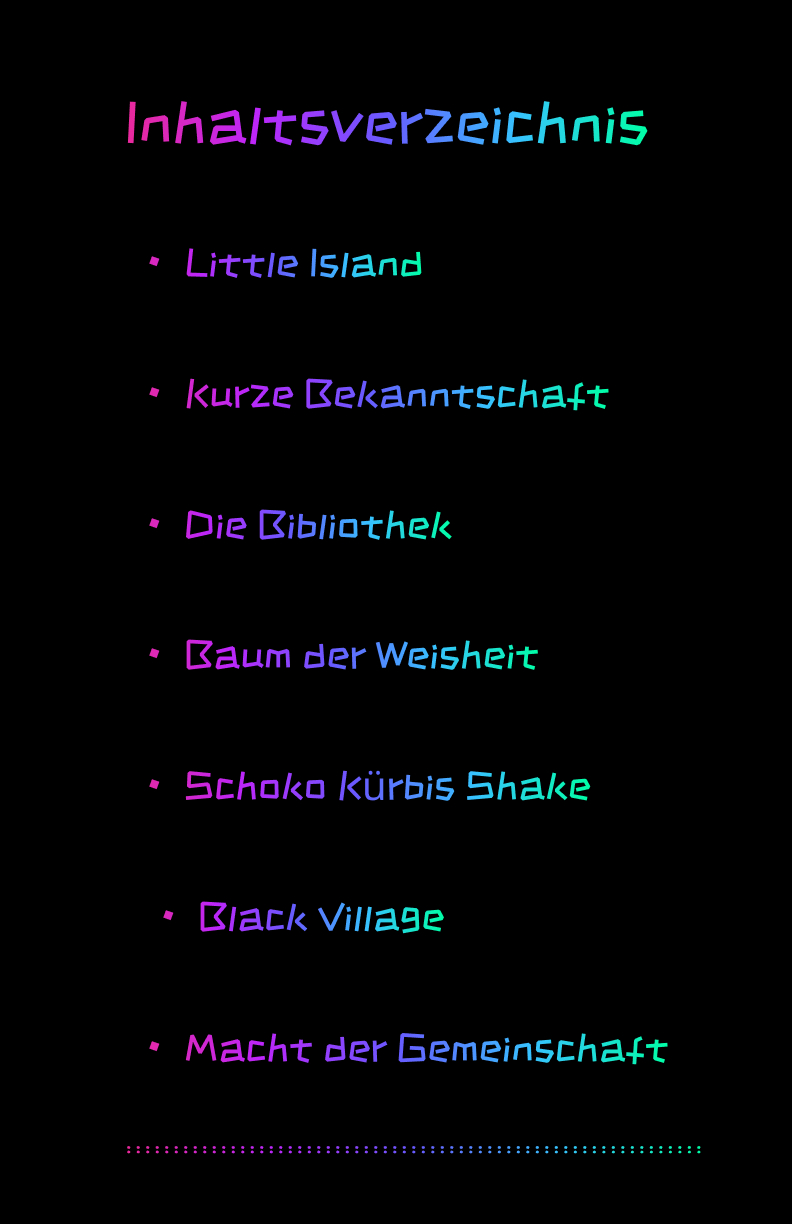 Inhaltsverzeichnis
▪ Little Island
▪ Kurze Bekanntschaft
▪ Die Bibliothek
▪ Baum der Weisheit
▪ Schoko Kürbis Shake
▪ Black Village
▪ Macht der Gemeinschaft